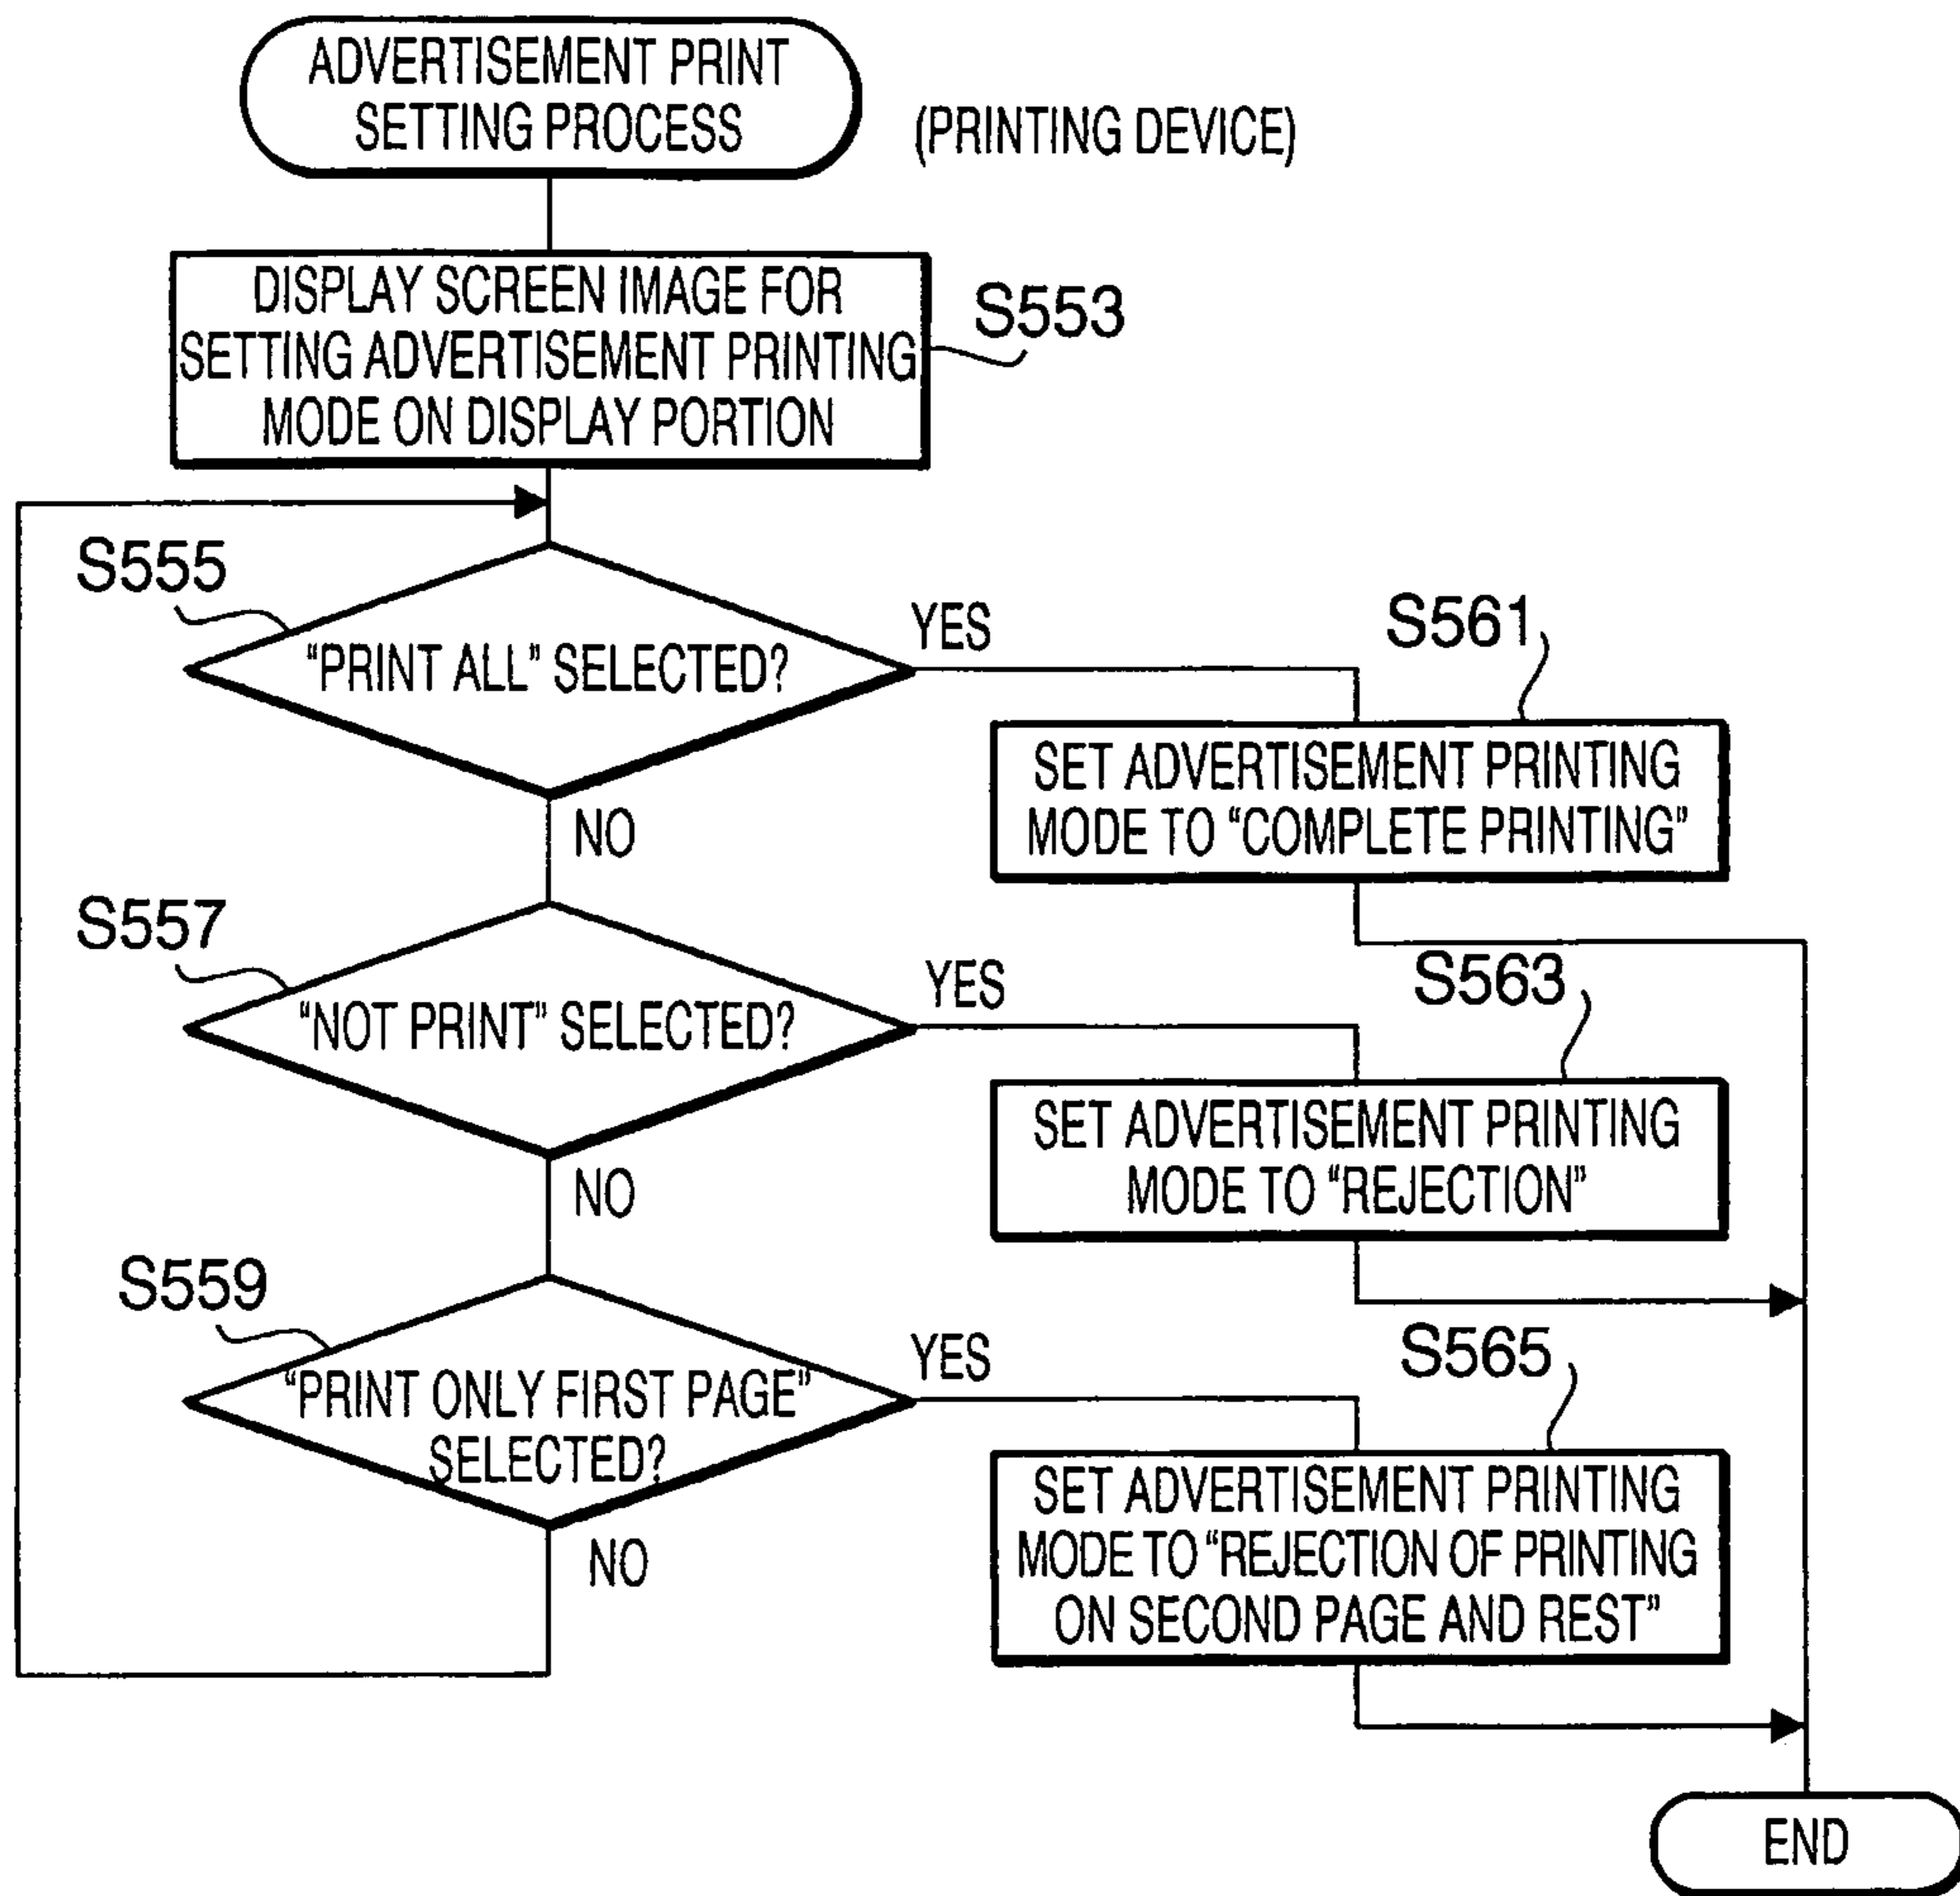 ADVERTISEMENT PRINT
SETTING PROCESS
(PRINTING DEVICE)
DISPLAY SCREEN IMAGE FOR
SETTING ADVERTISEMENT PRINTING
MODE ON DISPLAY PORTION
S553
S555
“PRINT ALL” SELECTED?
YES
NO
S561
SET ADVERTISEMENT PRINTING
MODE TO “COMPLETE PRINTING”
S557
“NOT PRINT” SELECTED?
YES
NO
S563
SET ADVERTISEMENT PRINTING
MODE TO “REJECTION”
S559
“PRINT ONLY FIRST PAGE”
SELECTED?
YES
NO
S565
SET ADVERTISEMENT PRINTING
MODE TO “REJECTION OF PRINTING
ON SECOND PAGE AND REST”
END